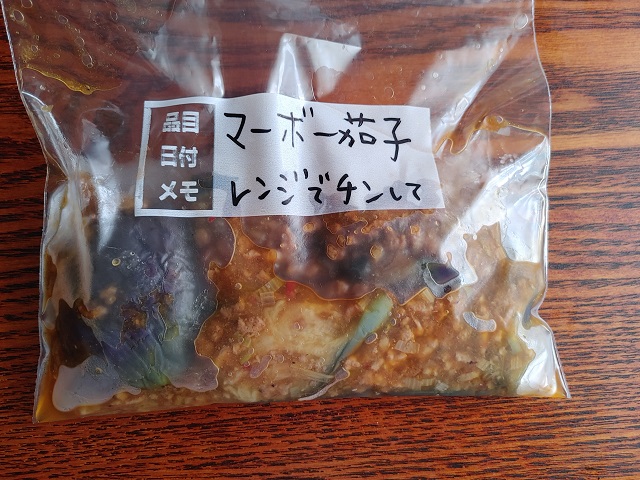 品目 マーボー茄子
日付
メモ レンジでチンして